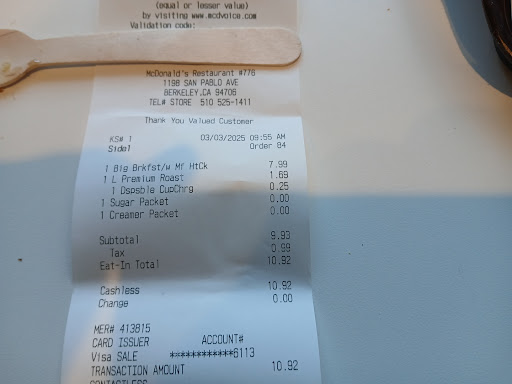 (equal or lesser value)
by visiting www.mcdvoice.com
Validation code:
McDonald's Restaurant #776
1198 SAN PABLO AVE
BERKELEY,CA 94706
TEL# STORE 510 525-1411
Thank You Valued Customer
KS# 1 03/03/2025 09:55 AM
Side1 Order 84
1 Big Brkfst/w Mf HtCk 7.99
1 L Premium Roast 1.69
1 Dspsble CupChrg 0.25
1 Sugar Packet 0.00
1 Creamer Packet 0.00
Subtotal 9.93
Tax 0.99
Eat-In Total 10.92
Cashless 10.92
Change 0.00
MER# 413815
CARD ISSUER ACCOUNT#
Visa SALE ************6113
TRANSACTION AMOUNT 10.92
CONTACTLESS